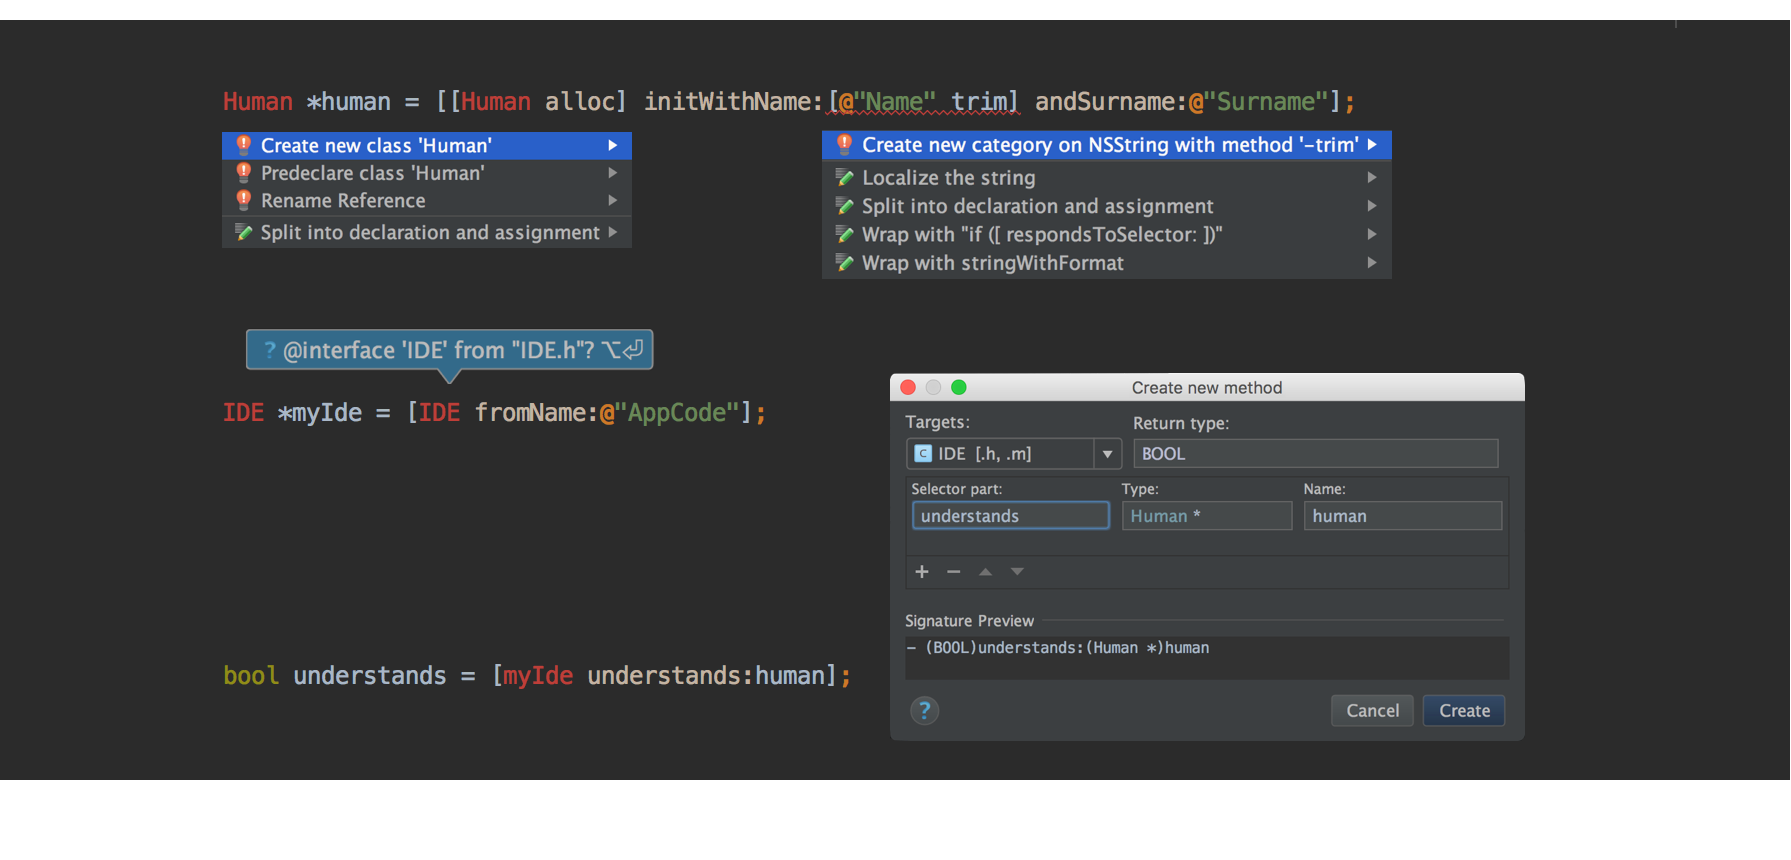 Human *human = [[Human alloc] initWithName:[@"Name" trim] andSurname:@"Surname"];
Create new class 'Human'
Predeclare class 'Human'
Rename Reference
Split into declaration and assignment
Create new category on NSString with method '-trim'
Localize the string
Split into declaration and assignment
Wrap with "if ([ respondsToSelector: ])"
Wrap with stringWithFormat
? @interface 'IDE' from "IDE.h"? ⌥⏎
IDE *myIde = [IDE fromName:@"AppCode"];
Create new method
Targets:
Return type:
C IDE [.h, .m]
BOOL
Selector part:
Type:
Name:
understands
Human *
human
Signature Preview
- (BOOL)understands:(Human *)human
bool understands = [myIde understands:human];
?
Cancel
Create